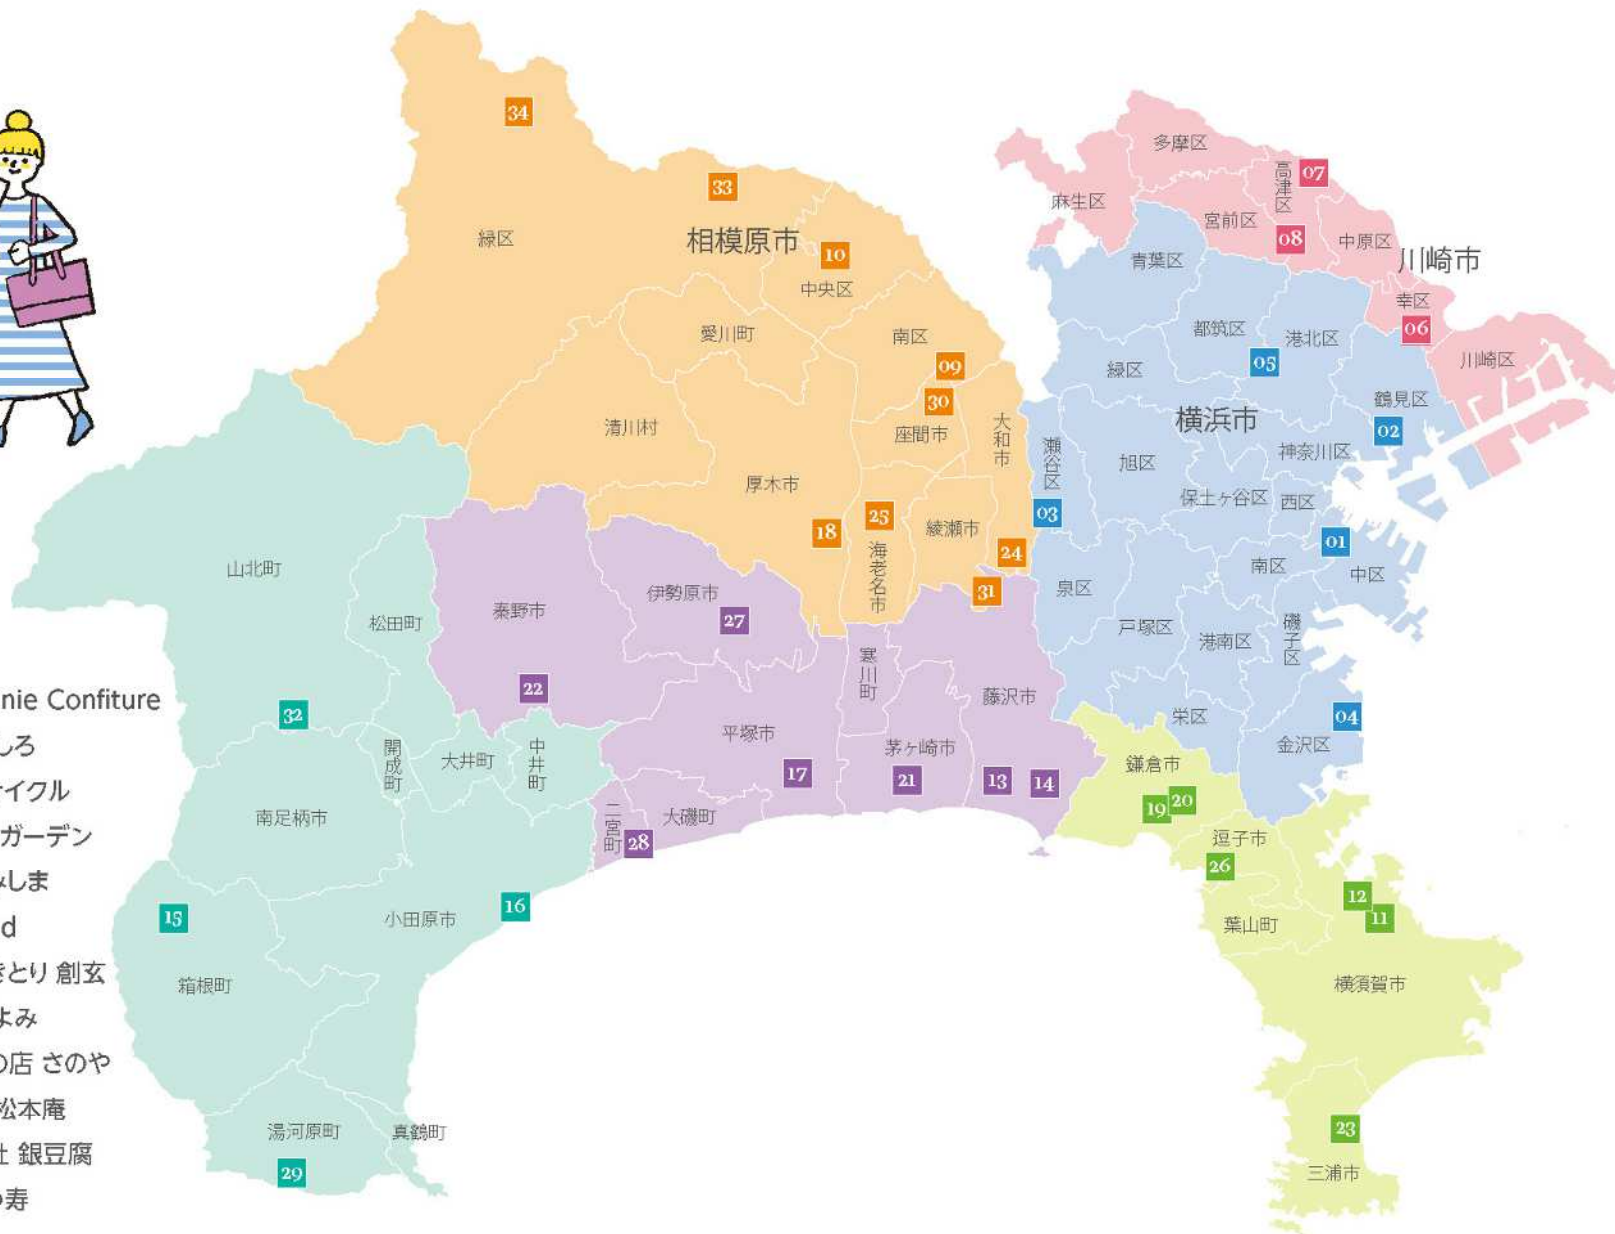 34
多摩区
高津区
07
33
麻生区
宮前区
08
中原区
緑区
相模原市
10
中央区
青葉区
川崎市
幸区
06
愛川町
南区
都筑区
港北区
05
川崎区
09
緑区
30
鶴見区
02
清川村
座間市
大和市
瀬谷区
横浜市
旭区
神奈川区
厚木市
25
保土ヶ谷区
西区
03
18
綾瀬市
24
01
海老名市
31
南区
中区
山北町
泉区
伊勢原市
秦野市
27
松田町
戸塚区
港南区
磯子区
寒川町
22
藤沢市
32
栄区
04
金沢区
平塚市
茅ヶ崎市
開成町
大井町
中井町
鎌倉市
17
21
13
14
19
20
南足柄市
大磯町
二宮町
28
逗子市
26
15
小田原市
16
12
11
葉山町
箱根町
横須賀市
湯河原町
真鶴町
23
29
三浦市
nie Confiture
しろ
サイクル
ガーデン
みしま
d
きとり 創玄
よみ
の店 さのや
松本庵
社 銀豆腐
寿